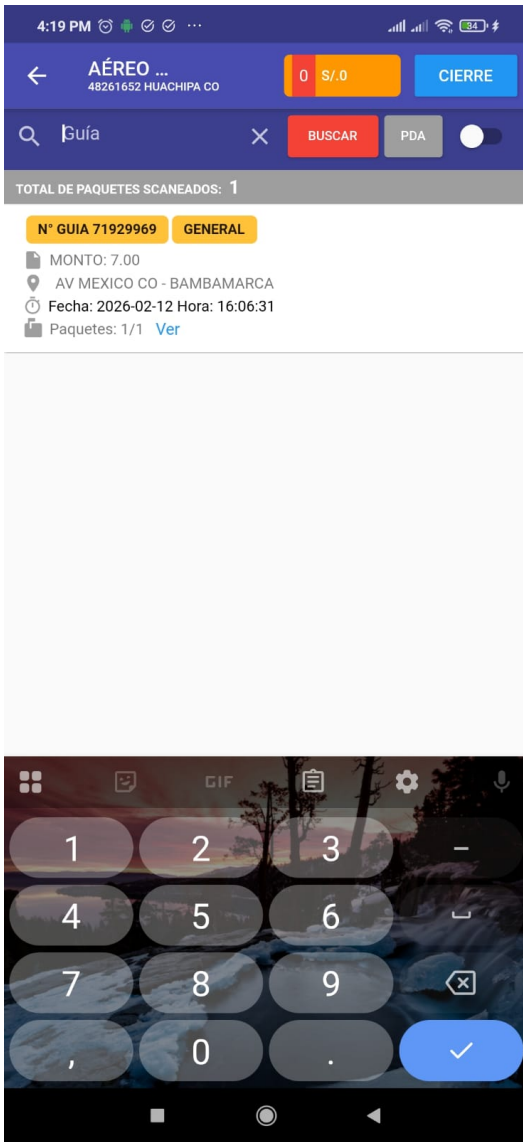 4:19 PM ··· 34
AÉREO ...
48261652 HUACHIPA CO
0 S/.0
CIERRE
Guía
BUSCAR
PDA
TOTAL DE PAQUETES SCANEADOS: 1
N° GUIA 71929969 GENERAL
MONTO: 7.00
AV MEXICO CO - BAMBAMARCA
Fecha: 2026-02-12 Hora: 16:06:31
Paquetes: 1/1 Ver
GIF
1 2 3 -
4 5 6
7 8 9
, 0 .